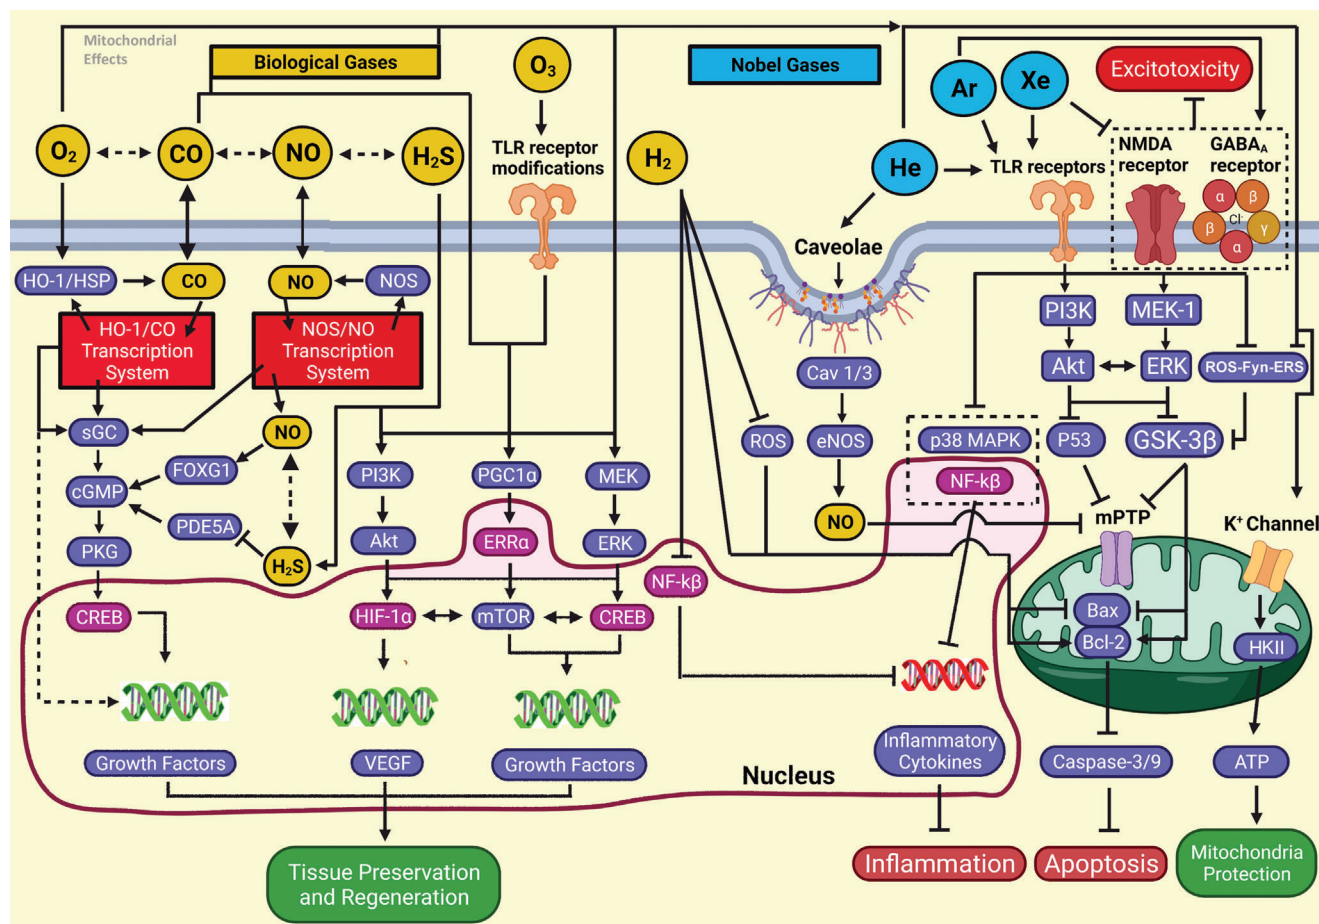 Mitochondrial
Effects
Biological Gases
O3
Nobel Gases
Ar
Xe
Excitotoxicity
O2
CO
NO
H2S
TLR receptor
modifications
H2
He
TLR receptors
NMDA
receptor
GABAA
receptor
α
β
β
Cl-
γ
α
Caveolae
HO-1/HSP
CO
NO
NOS
HO-1/CO
Transcription
System
NOS/NO
Transcription
System
PI3K
MEK-1
Cav 1/3
Akt
ERK
ROS-Fyn-ERS
sGC
NO
ROS
eNOS
p38 MAPK
P53
GSK-3β
FOXG1
PI3K
PGC1α
MEK
NF-kβ
cGMP
PDE5A
NO
mPTP
K+ Channel
PKG
H2S
Akt
ERRα
ERK
NF-kβ
CREB
HIF-1α
mTOR
CREB
Bax
Bcl-2
HKII
Growth Factors
VEGF
Growth Factors
Nucleus
Inflammatory
Cytokines
Caspase-3/9
ATP
Tissue Preservation
and Regeneration
Inflammation
Apoptosis
Mitochondria
Protection